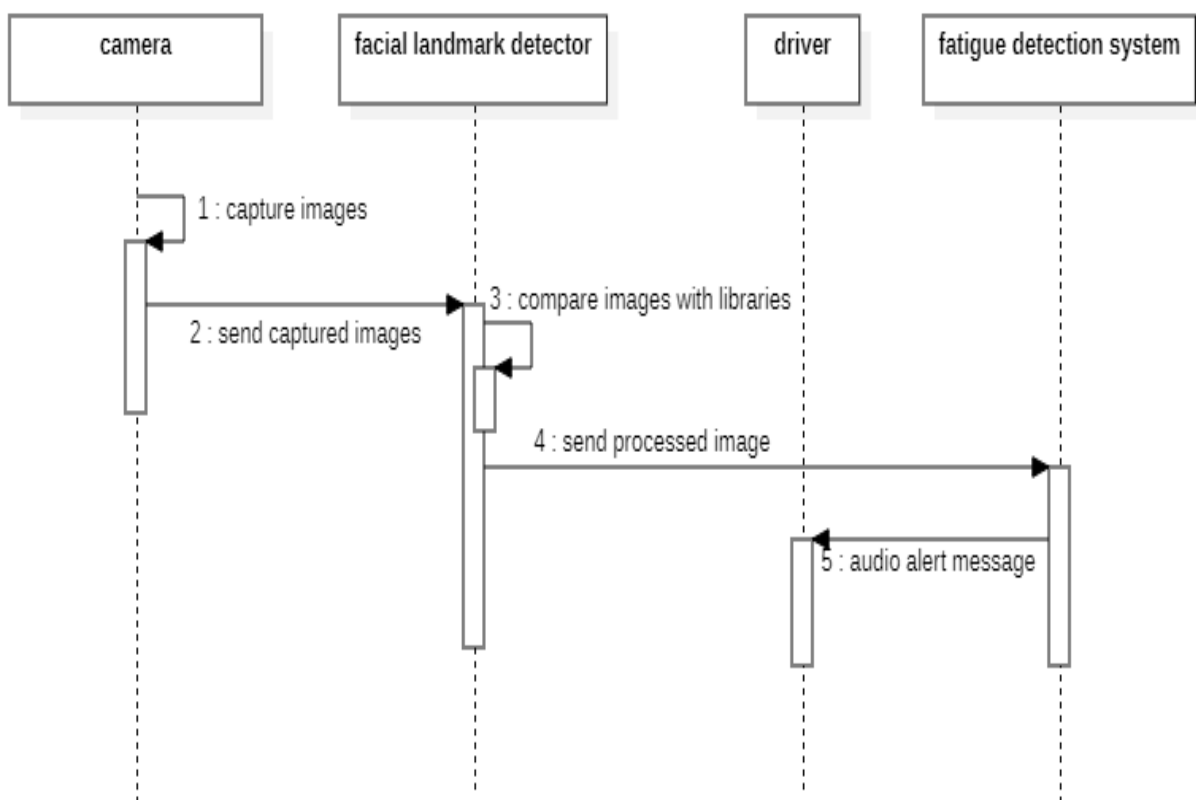 camera
facial landmark detector
driver
fatigue detection system
1 : capture images
3 : compare images with libraries
2 : send captured images
4 : send processed image
5 : audio alert message